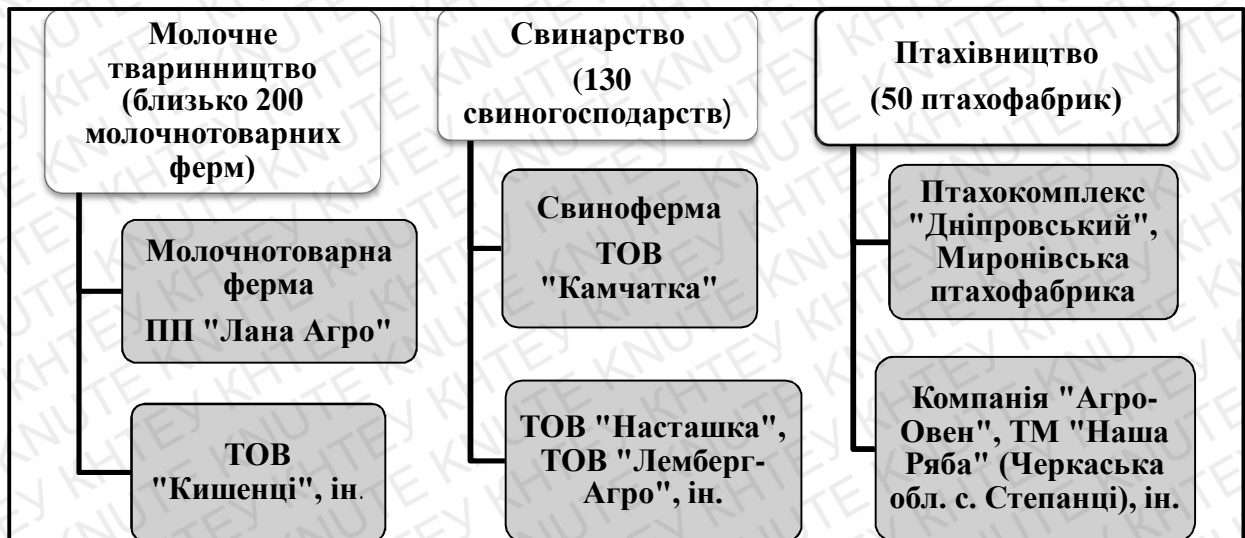 Молочне
тваринництво
(близько 200
молочнотоварних
ферм)
Молочнотоварна
ферма
ПП "Лана Агро"
ТОВ
"Кишенці", ін.
Свинарство
(130
свиногосподарств)
Свиноферма
ТОВ
"Камчатка"
ТОВ "Насташка",
ТОВ "Лемберг-
Агро", ін.
Птахівництво
(50 птахофабрик)
Птахокомплекс
"Дніпровський",
Миронівська
птахофабрика
Компанія "Агро-
Овен", ТМ "Наша
Ряба" (Черкаська
обл. с. Степанці), ін.